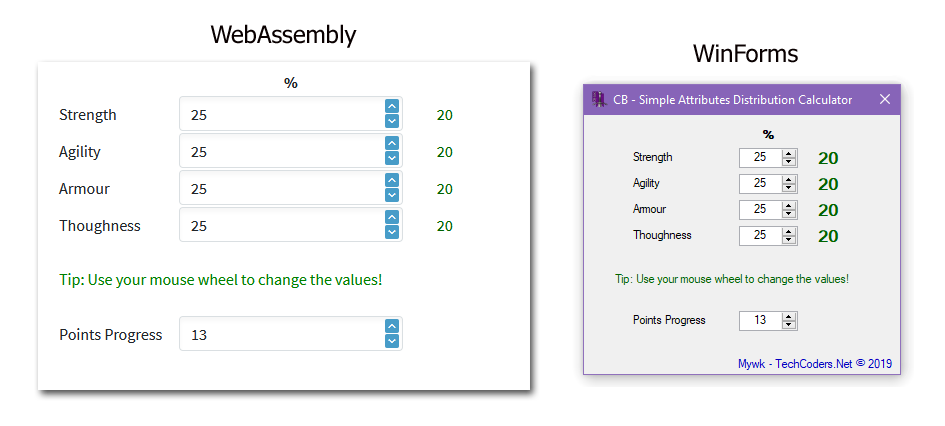 WebAssembly
%
Strength 25 20
Agility 25 20
Armour 25 20
Thoughness 25 20
Tip: Use your mouse wheel to change the values!
Points Progress 13
WinForms
CB - Simple Attributes Distribution Calculator
%
Strength 25 20
Agility 25 20
Armour 25 20
Thoughness 25 20
Tip: Use your mouse wheel to change the values!
Points Progress 13
Mywk - TechCoders.Net © 2019